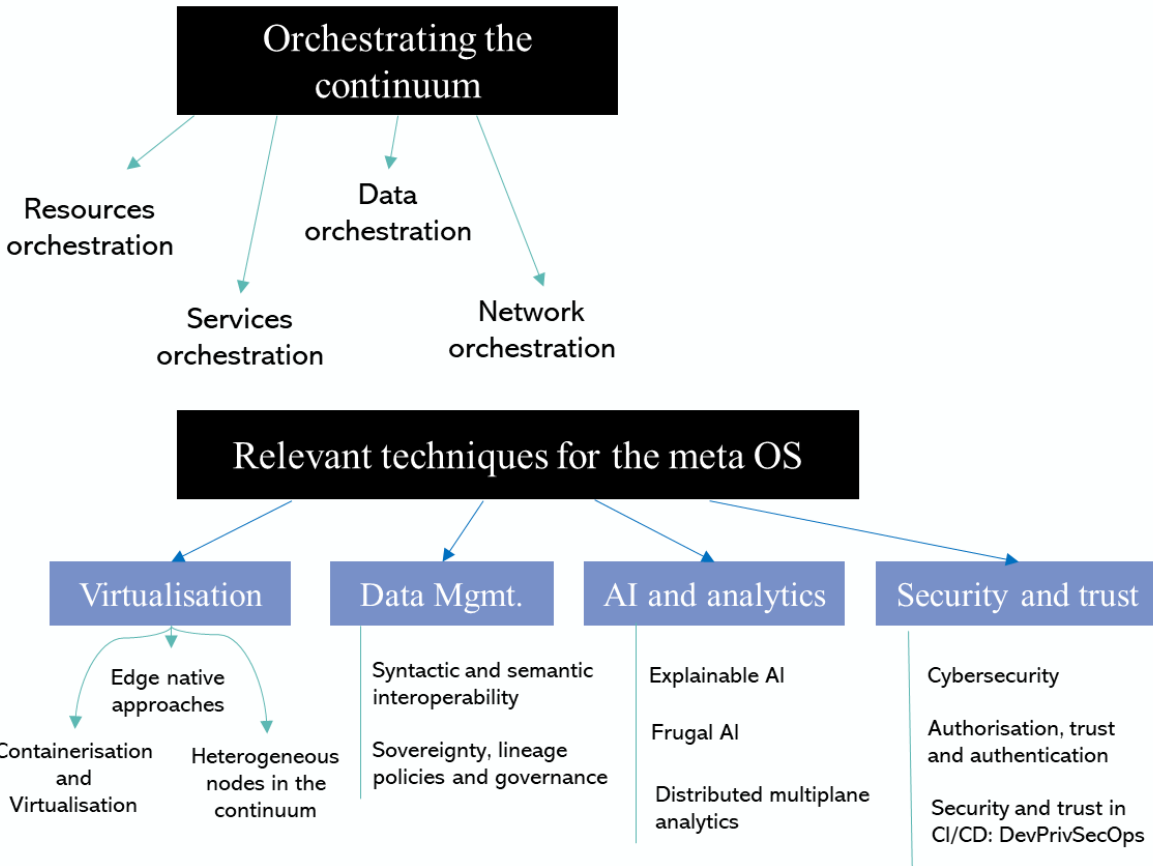 Orchestrating the
continuum
Resources
orchestration
Services
orchestration
Data
orchestration
Network
orchestration
Relevant techniques for the meta OS
Virtualisation
Edge native
approaches
Containerisation
and
Virtualisation
Heterogeneous
nodes in the
continuum
Data Mgmt.
Syntactic and semantic
interoperability
Sovereignty, lineage
policies and governance
AI and analytics
Explainable AI
Frugal AI
Distributed multiplane
analytics
Security and trust
Cybersecurity
Authorisation, trust
and authentication
Security and trust in
CI/CD: DevPrivSecOps